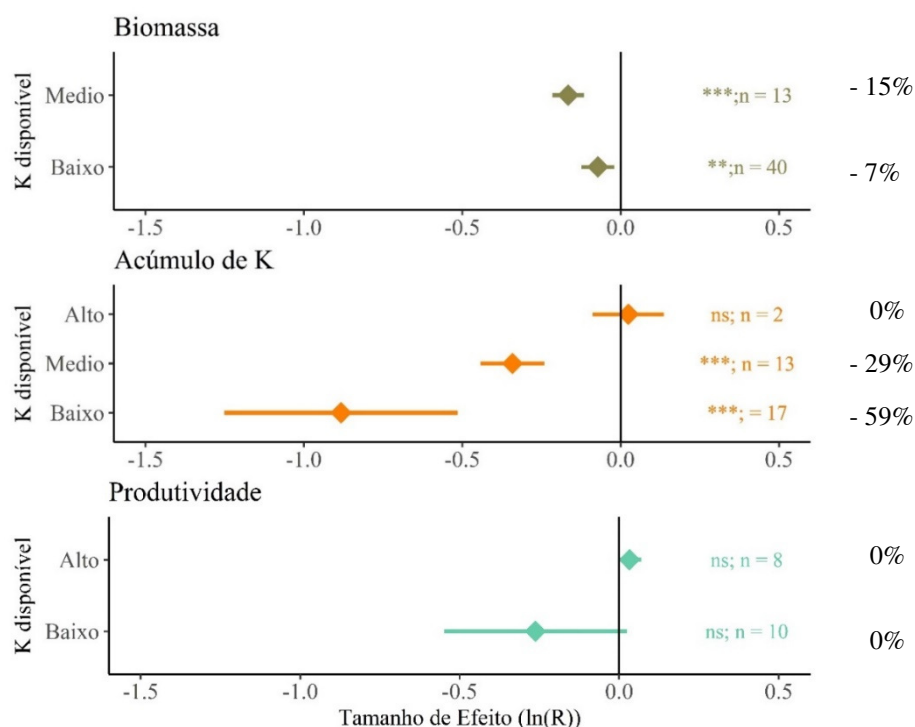 Biomassa
K disponível
Medio ***;n = 13 - 15%
Baixo **;n = 40 - 7%
-1.5 -1.0 -0.5 0.0 0.5
Acúmulo de K
K disponível
Alto ns; n = 2 0%
Medio ***; n = 13 - 29%
Baixo ***; = 17 - 59%
-1.5 -1.0 -0.5 0.0 0.5
Produtividade
K disponível
Alto ns; n = 8 0%
Baixo ns; n = 10 0%
-1.5 -1.0 -0.5 0.0 0.5
Tamanho de Efeito (ln(R))